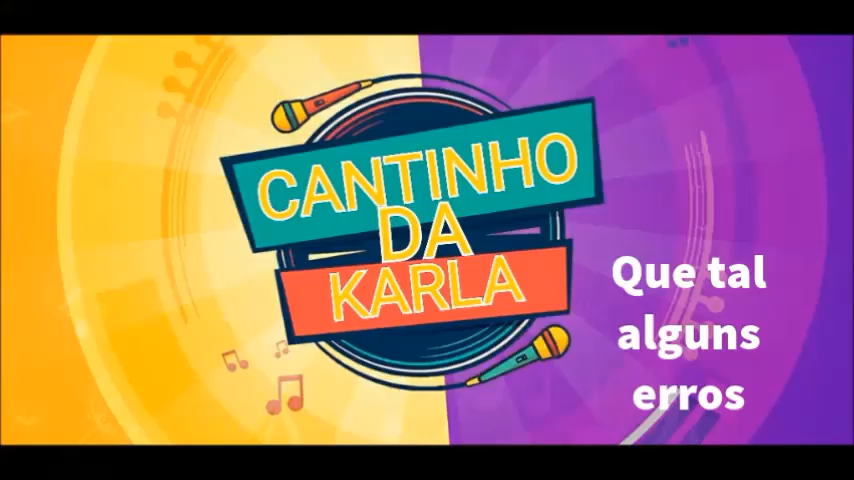 CANTINHO
DA
KARLA
Que tal
alguns
erros